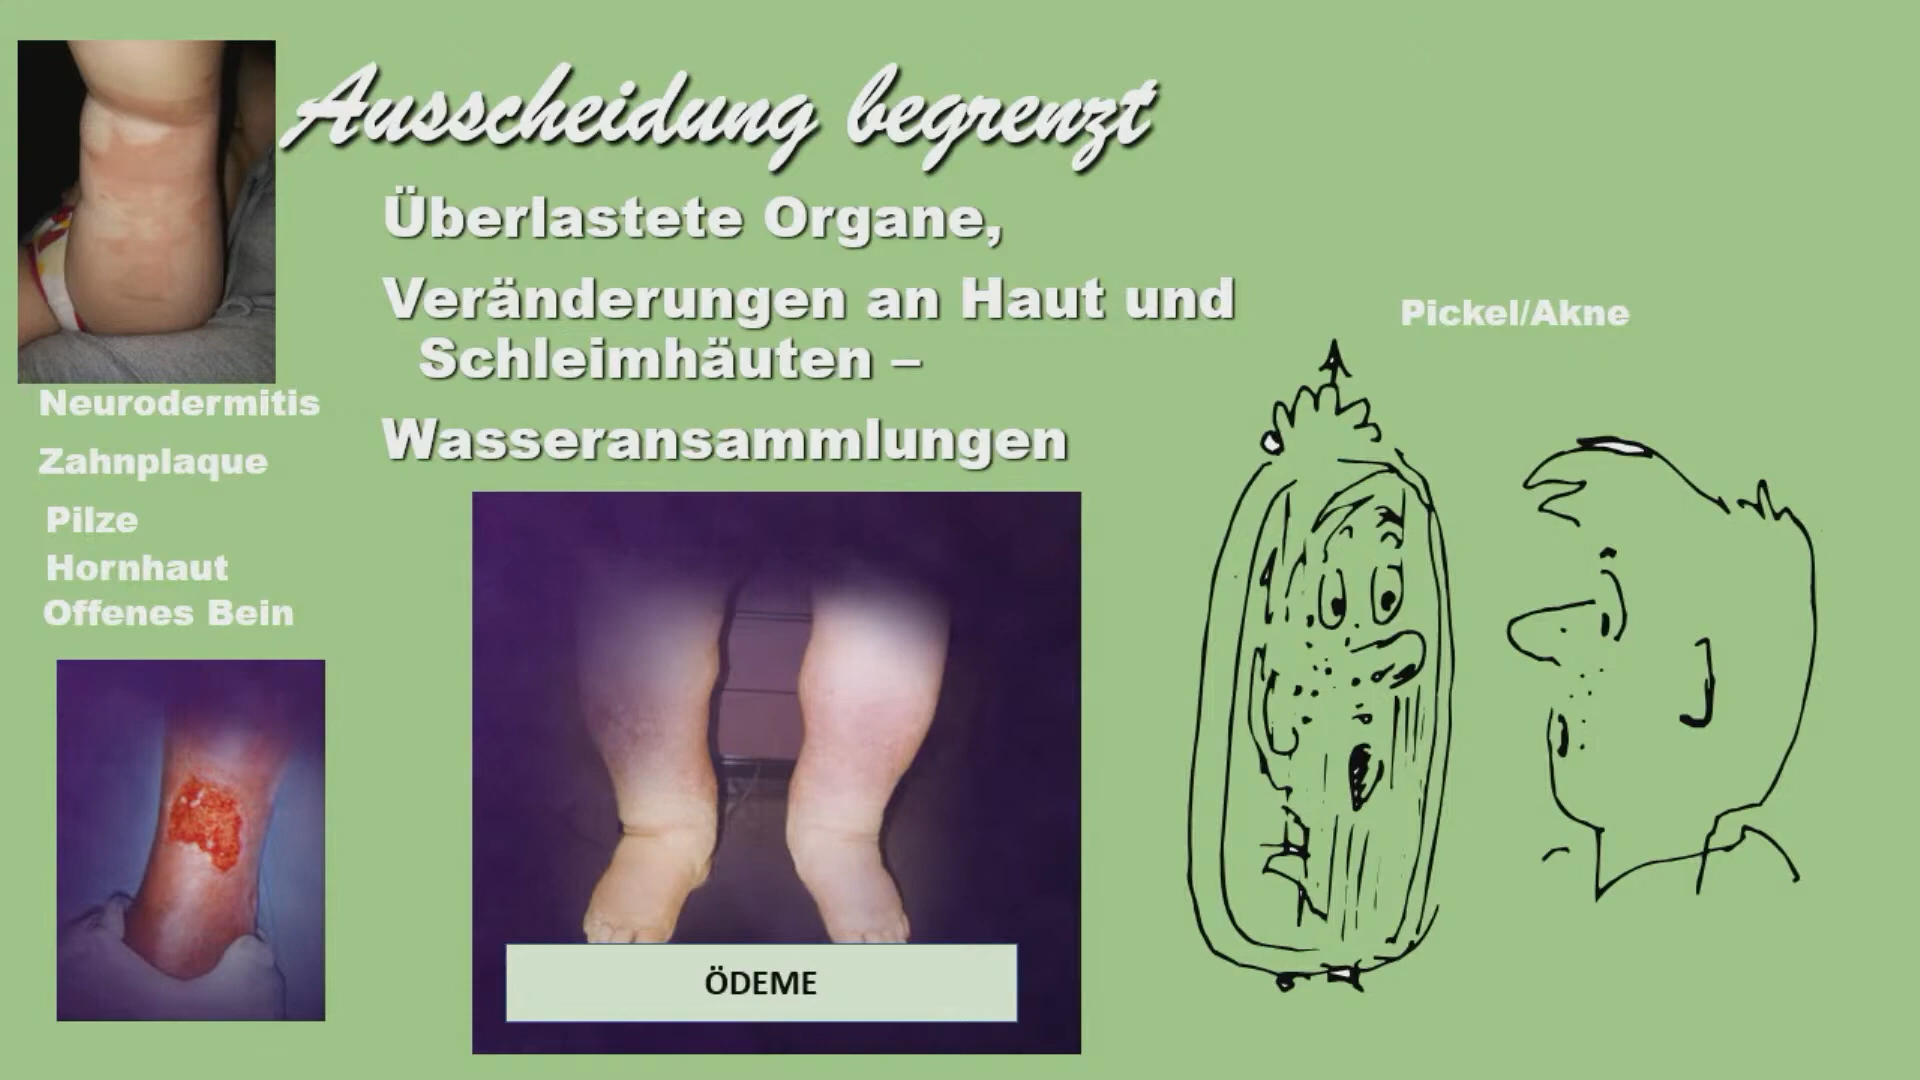 Ausscheidung begrenzt
Überlastete Organe,
Veränderungen an Haut und
Schleimhäuten –
Wasseransammlungen
Pickel/Akne
Neurodermitis
Zahnplaque
Pilze
Hornhaut
Offenes Bein
ÖDEME